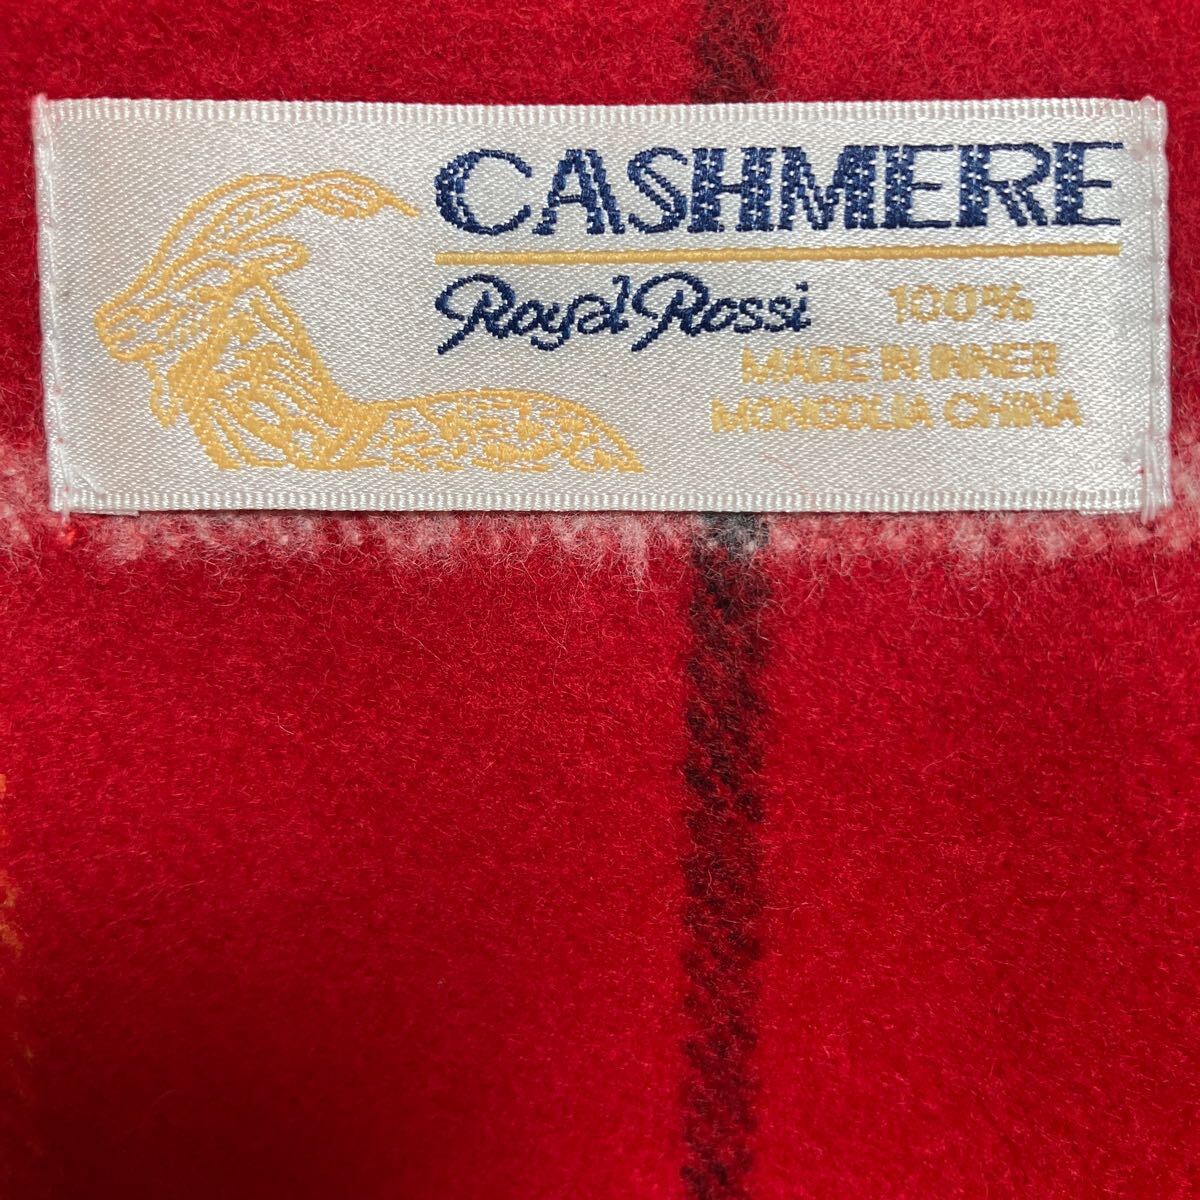 CASHMERE
Royal Rossi
100%
MADE IN INNER
MONGOLIA CHINA